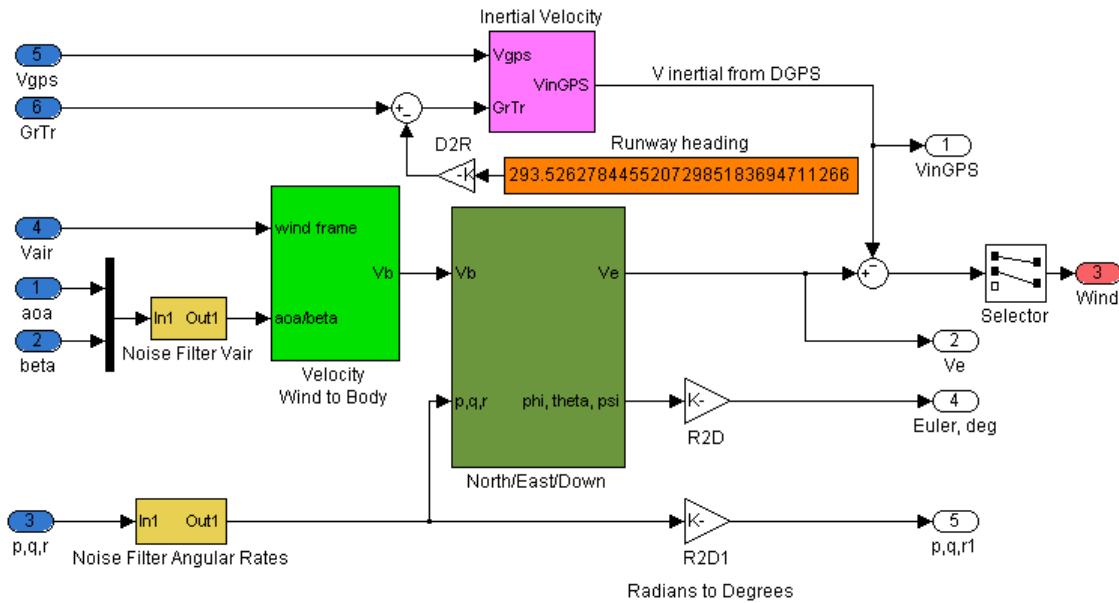 Inertial Velocity
5
Vgps
Vgps
VinGPS
V inertial from DGPS
6
GrTr
GrTr
D2R
-K
Runway heading
293.52627844552072985183694711266
1
VinGPS
4
Vair
wind frame
Vb
aoa/beta
Velocity
Wind to Body
1
aoa
2
beta
In1 Out1
Noise Filter Vair
Vb
Ve
p,q,r
phi, theta, psi
North/East/Down
Selector
3
Wind
2
Ve
K-
R2D
4
Euler, deg
3
p,q,r
In1 Out1
Noise Filter Angular Rates
K-
R2D1
5
p,q,r1
Radians to Degrees